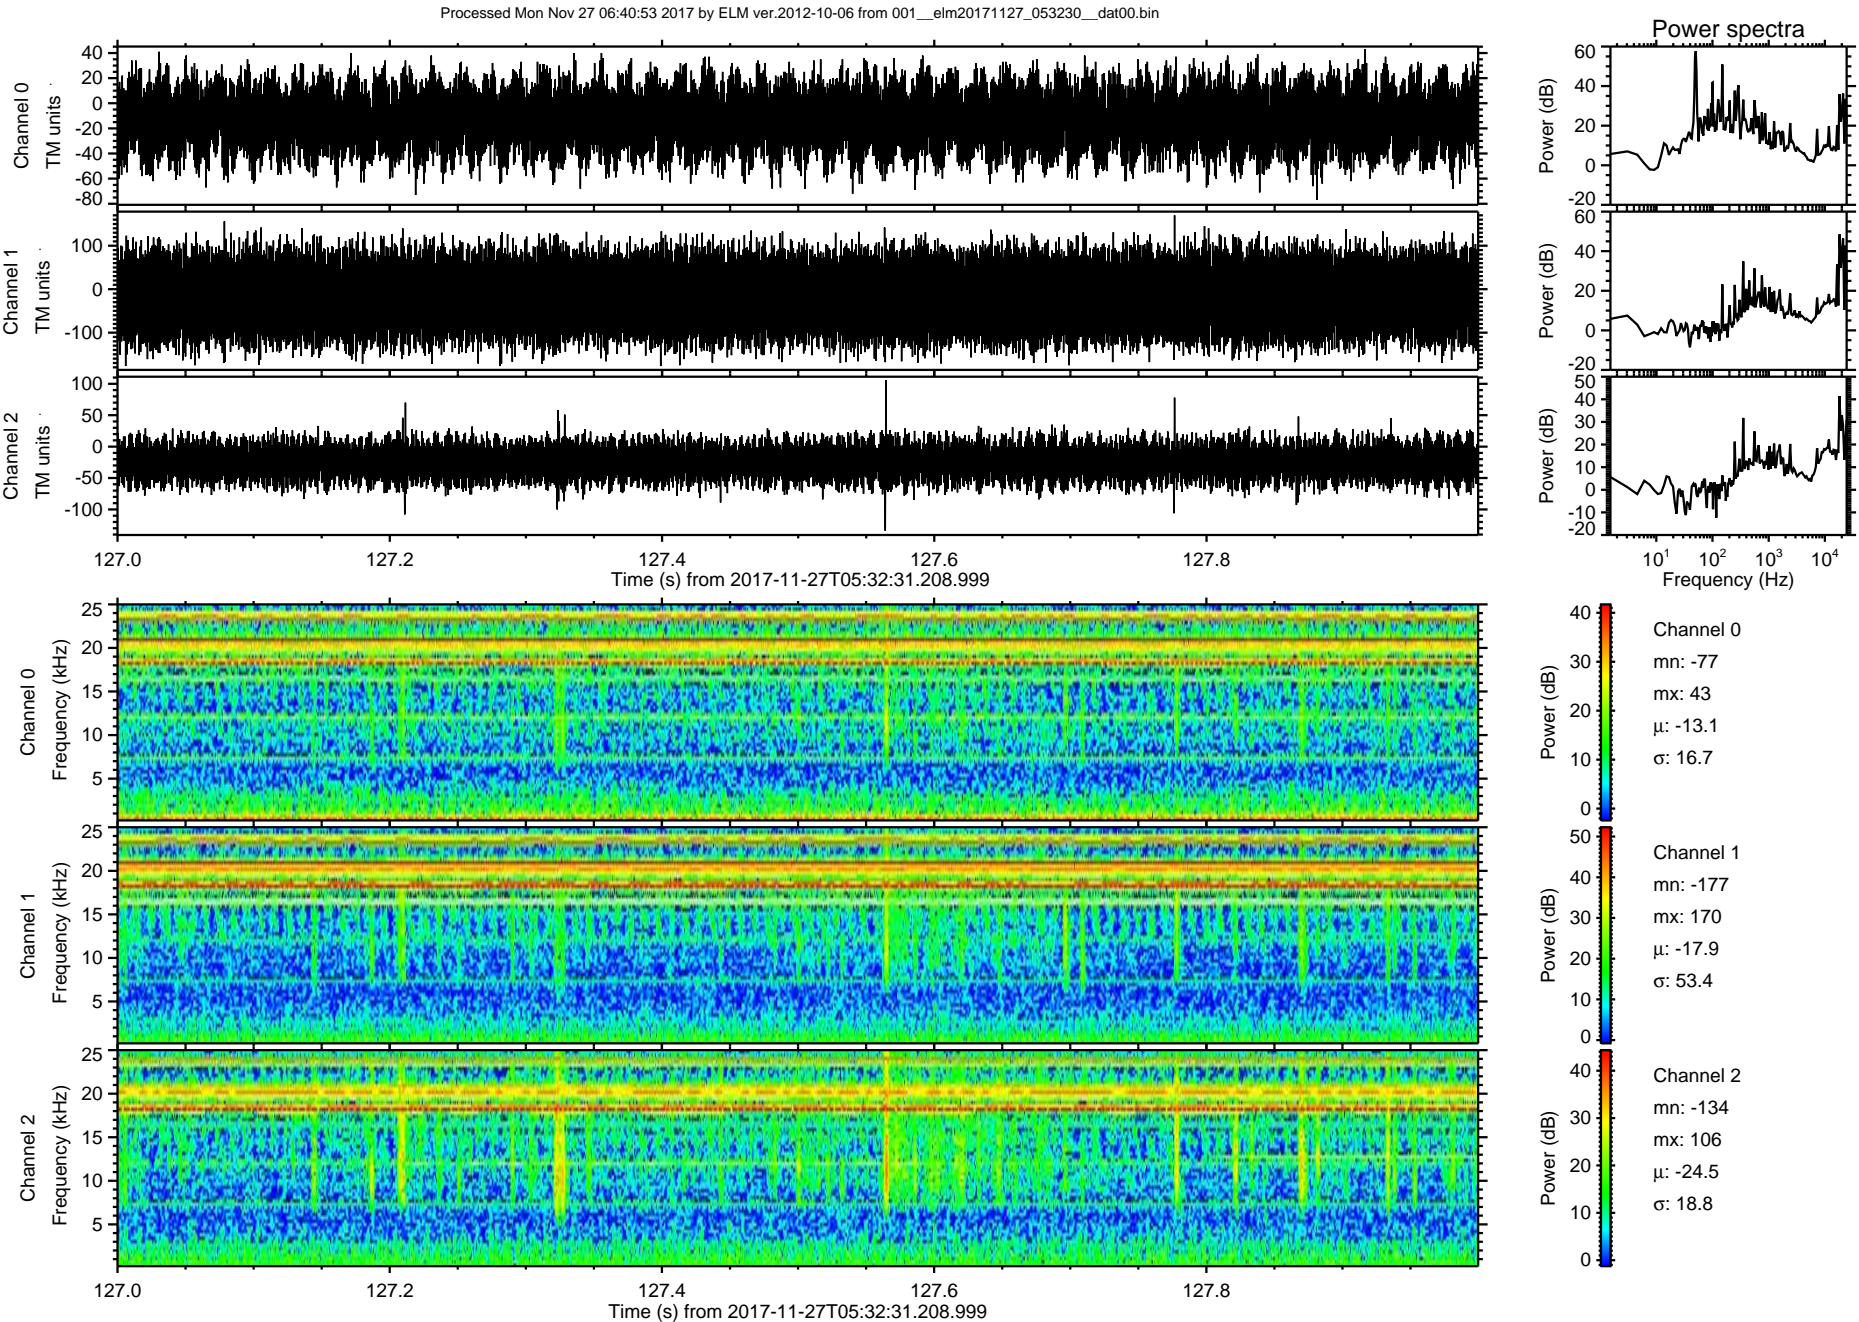 Processed Mon Nov 27 06:40:53 2017 by ELM ver.2012-10-06 from 001__elm20171127_053230__dat00.bin
Power spectra
Channel 0
TM units
40
20
0
-20
-40
-60
-80
Power (dB)
60
40
20
0
-20
Channel 1
TM units
100
0
-100
Power (dB)
60
40
20
0
-20
Channel 2
TM units
100
50
0
-50
-100
Power (dB)
50
40
30
20
10
0
-10
-20
127.0 127.2 127.4 127.6 127.8
Time (s) from 2017-11-27T05:32:31.208.999
10^1 10^2 10^3 10^4
Frequency (Hz)
Channel 0
Frequency (kHz)
25
20
15
10
5
Power (dB)
40
30
20
10
0
Channel 0
mn: -77
mx: 43
μ: -13.1
σ: 16.7
Channel 1
Frequency (kHz)
25
20
15
10
5
Power (dB)
50
40
30
20
10
0
Channel 1
mn: -177
mx: 170
μ: -17.9
σ: 53.4
Channel 2
Frequency (kHz)
25
20
15
10
5
Power (dB)
40
30
20
10
0
Channel 2
mn: -134
mx: 106
μ: -24.5
σ: 18.8
127.0 127.2 127.4 127.6 127.8
Time (s) from 2017-11-27T05:32:31.208.999